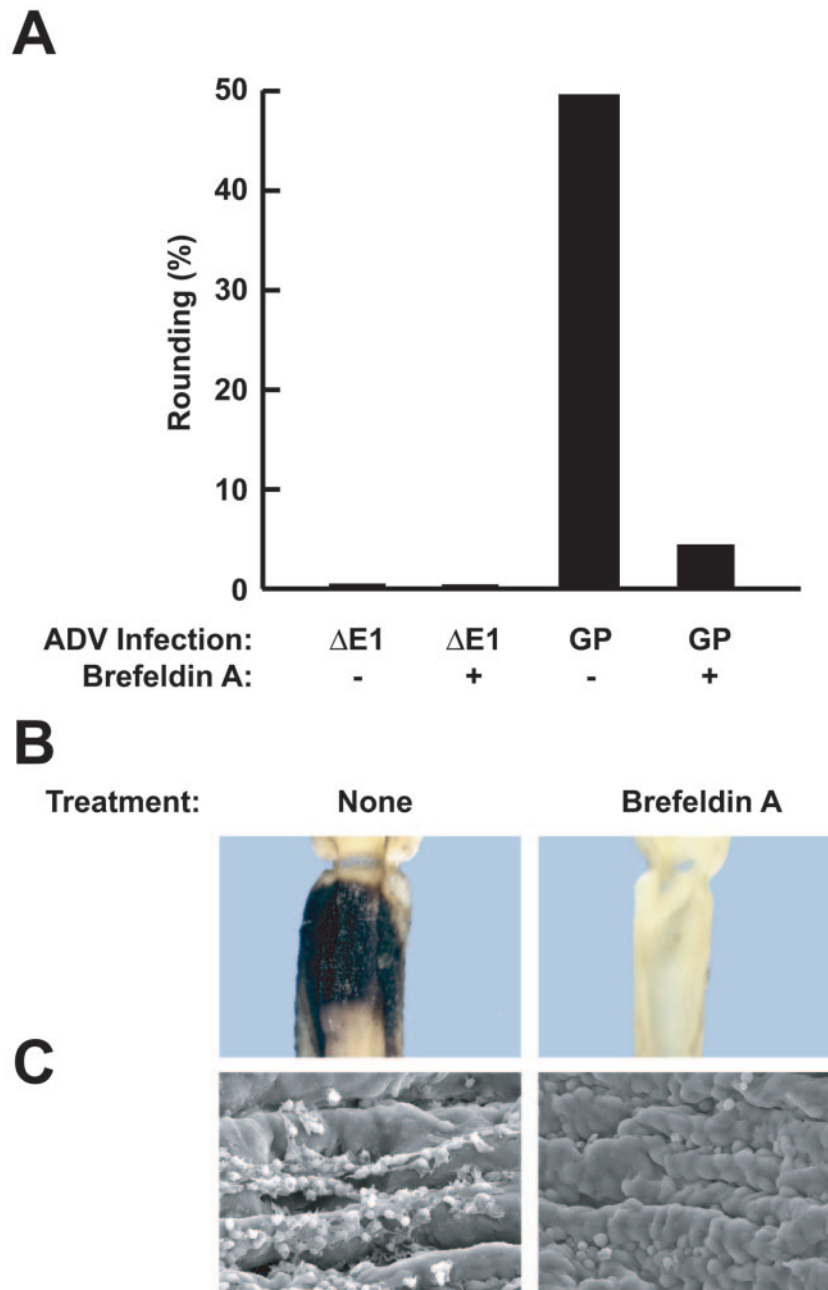 A
50
40
30
20
10
0
Rounding (%)
ADV Infection: ΔE1 ΔE1 GP GP
Brefeldin A: - + - +
B
Treatment: None Brefeldin A
C